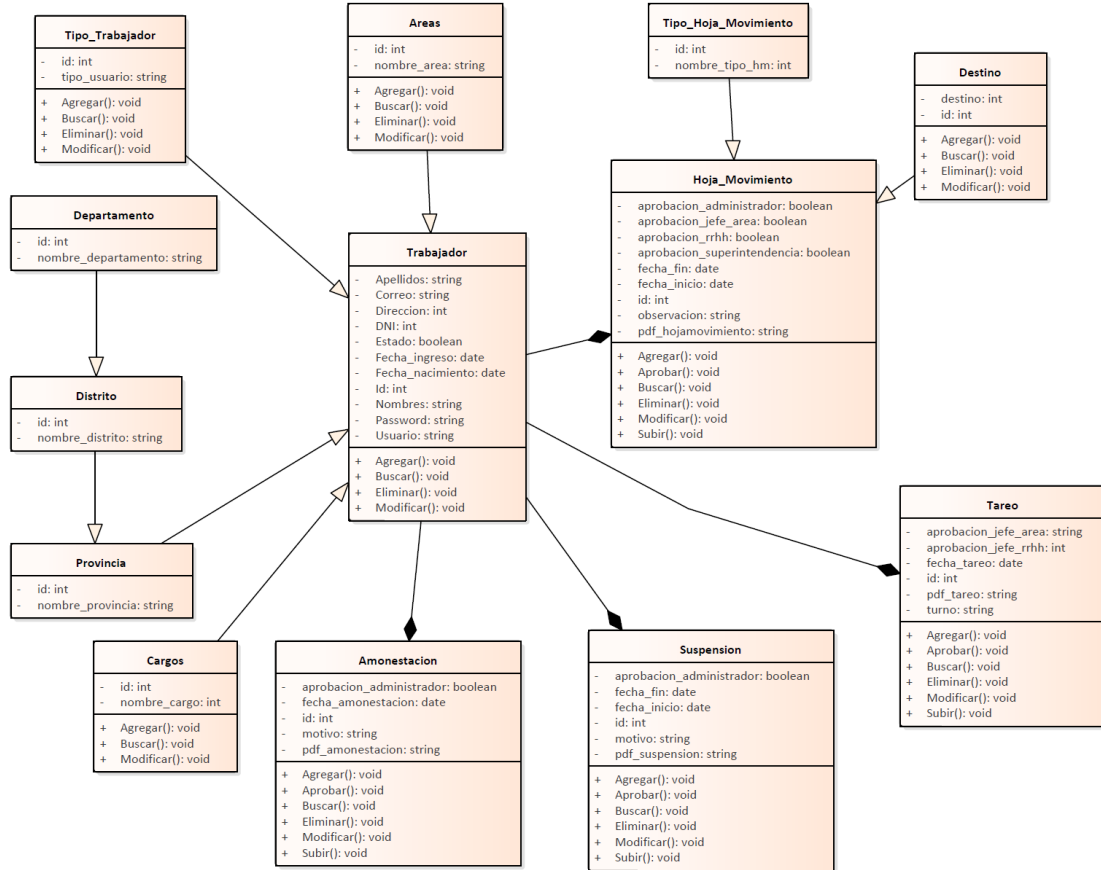 Tipo_Trabajador
- id: int
- tipo_usuario: string
+ Agregar(): void
+ Buscar(): void
+ Eliminar(): void
+ Modificar(): void
Areas
- id: int
- nombre_area: string
+ Agregar(): void
+ Buscar(): void
+ Eliminar(): void
+ Modificar(): void
Tipo_Hoja_Movimiento
- id: int
- nombre_tipo_hm: int
Destino
- destino: int
- id: int
+ Agregar(): void
+ Buscar(): void
+ Eliminar(): void
+ Modificar(): void
Departamento
- id: int
- nombre_departamento: string
Hoja_Movimiento
- aprobacion_administrador: boolean
- aprobacion_jefe_area: boolean
- aprobacion_rrhh: boolean
- aprobacion_superintendencia: boolean
- fecha_fin: date
- fecha_inicio: date
- id: int
- observacion: string
- pdf_hojamovimiento: string
+ Agregar(): void
+ Aprobar(): void
+ Buscar(): void
+ Eliminar(): void
+ Modificar(): void
+ Subir(): void
Trabajador
- Apellidos: string
- Correo: string
- Direccion: int
- DNI: int
- Estado: boolean
- Fecha_ingreso: date
- Fecha_nacimiento: date
- Id: int
- Nombres: string
- Password: string
- Usuario: string
+ Agregar(): void
+ Buscar(): void
+ Eliminar(): void
+ Modificar(): void
Distrito
- id: int
- nombre_distrito: string
Tareo
- aprobacion_jefe_area: string
- aprobacion_jefe_rrhh: int
- fecha_tareo: date
- id: int
- pdf_tareo: string
- turno: string
+ Agregar(): void
+ Aprobar(): void
+ Buscar(): void
+ Eliminar(): void
+ Modificar(): void
+ Subir(): void
Provincia
- id: int
- nombre_provincia: string
Cargos
- id: int
- nombre_cargo: int
+ Agregar(): void
+ Buscar(): void
+ Modificar(): void
Amonestacion
- aprobacion_administrador: boolean
- fecha_amonestacion: date
- id: int
- motivo: string
- pdf_amonestacion: string
+ Agregar(): void
+ Aprobar(): void
+ Buscar(): void
+ Eliminar(): void
+ Modificar(): void
+ Subir(): void
Suspension
- aprobacion_administrador: boolean
- fecha_fin: date
- fecha_inicio: date
- id: int
- motivo: string
- pdf_suspension: string
+ Agregar(): void
+ Aprobar(): void
+ Buscar(): void
+ Eliminar(): void
+ Modificar(): void
+ Subir(): void